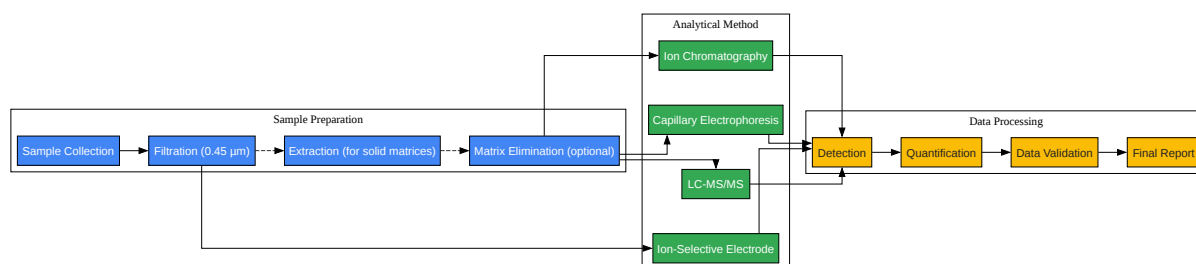 Analytical Method
Ion Chromatography
Sample Preparation
Capillary Electrophoresis
Data Processing
Sample Collection
Filtration (0.45 µm)
Extraction (for solid matrices)
Matrix Elimination (optional)
Detection
Quantification
Data Validation
Final Report
LC-MS/MS
Ion-Selective Electrode